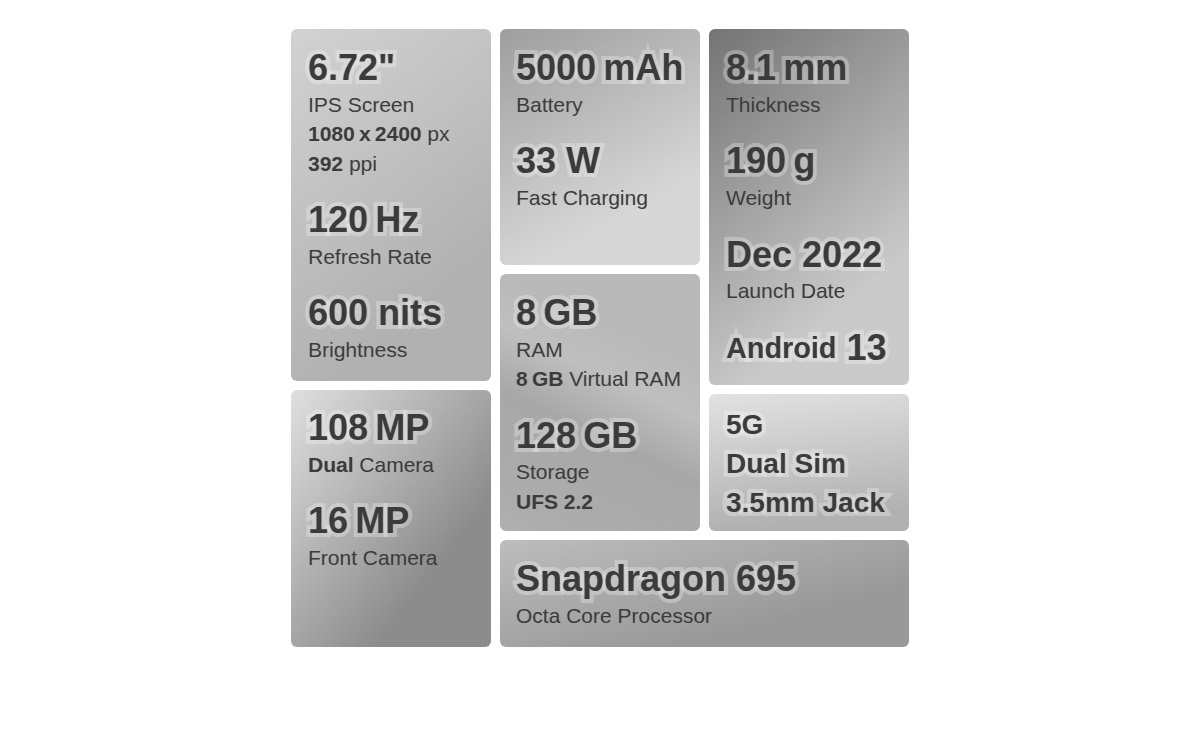 6.72"
IPS Screen
1080 x 2400 px
392 ppi
120 Hz
Refresh Rate
600 nits
Brightness
108 MP
Dual Camera
16 MP
Front Camera
5000 mAh
Battery
33 W
Fast Charging
8 GB
RAM
8 GB Virtual RAM
128 GB
Storage
UFS 2.2
8.1 mm
Thickness
190 g
Weight
Dec 2022
Launch Date
Android 13
5G
Dual Sim
3.5mm Jack
Snapdragon 695
Octa Core Processor